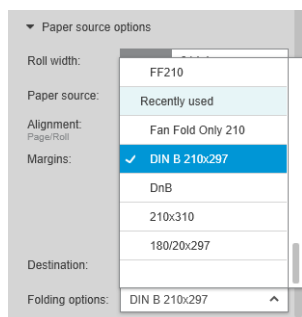 Paper source options
Roll width:
FF210
Paper source:
Recently used
Alignment:
Page/Roll
Fan Fold Only 210
Margins:
DIN B 210x297
DnB
210x310
180/20x297
Destination:
Folding options:
DIN B 210x297